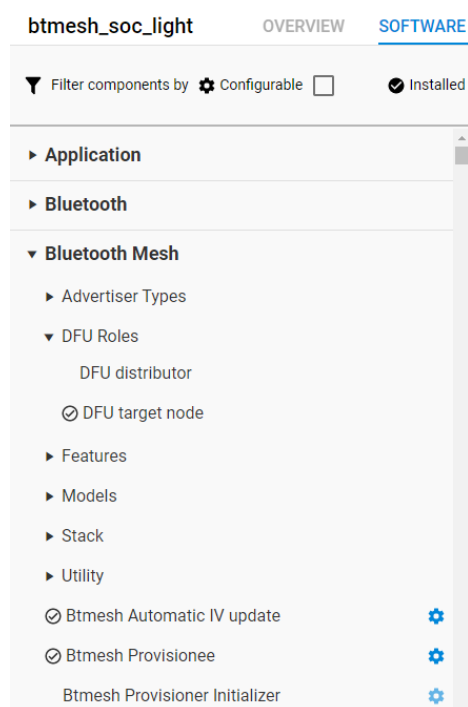 btmesh_soc_light OVERVIEW SOFTWARE
Filter components by Configurable Installed
Application
Bluetooth
Bluetooth Mesh
Advertiser Types
DFU Roles
DFU distributor
DFU target node
Features
Models
Stack
Utility
Btmesh Automatic IV update
Btmesh Provisionee
Btmesh Provisioner Initializer